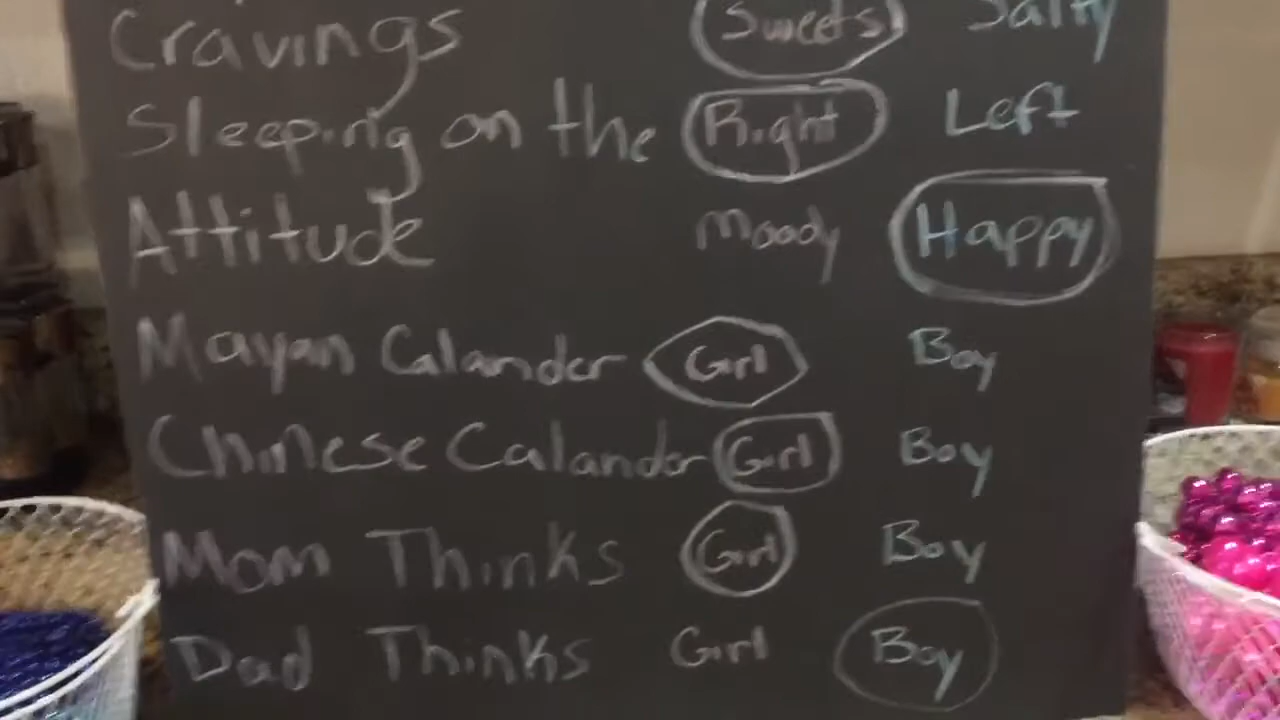 Cravings Sweets Salty
Sleeping on the Right Left
Attitude Moody Happy
Mayan Calander Girl Boy
Chinese Calandar Girl Boy
Mom Thinks Girl Boy
Dad Thinks Girl Boy